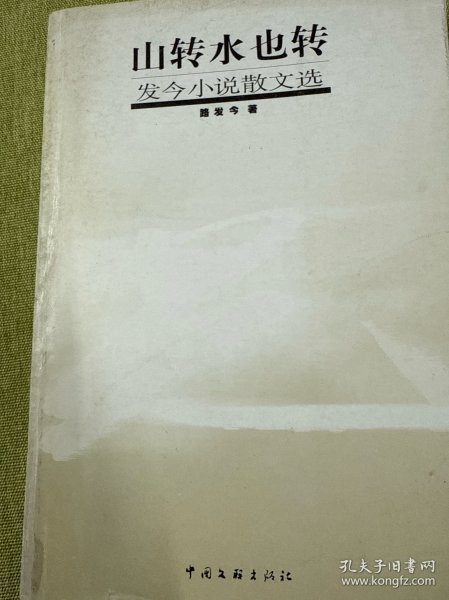 山转水也转
发今小说散文选
路发今 著
中国文联出版社
孔夫子旧书网
www.kongfz.com